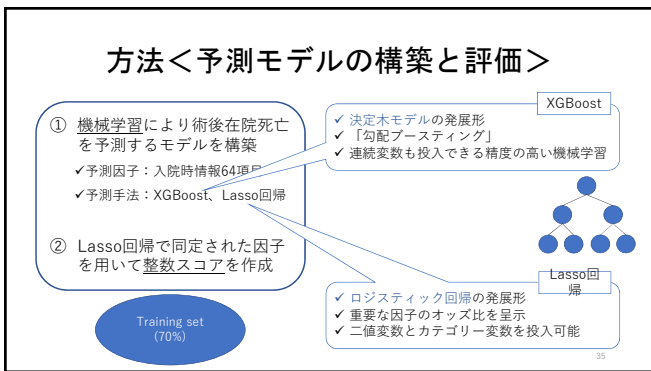 方法＜予測モデルの構築と評価＞
① 機械学習により術後在院死亡
を予測するモデルを構築
✓予測因子：入院時情報64項目
✓予測手法：XGBoost、Lasso回帰
② Lasso回帰で同定された因子
を用いて整数スコアを作成
Training set
(70%)
XGBoost
✓ 決定木モデルの発展形
✓ 「勾配ブースティング」
✓ 連続変数も投入できる精度の高い機械学習
Lasso回
帰
✓ ロジスティック回帰の発展形
✓ 重要な因子のオッズ比を呈示
✓ 二値変数とカテゴリー変数を投入可能
35